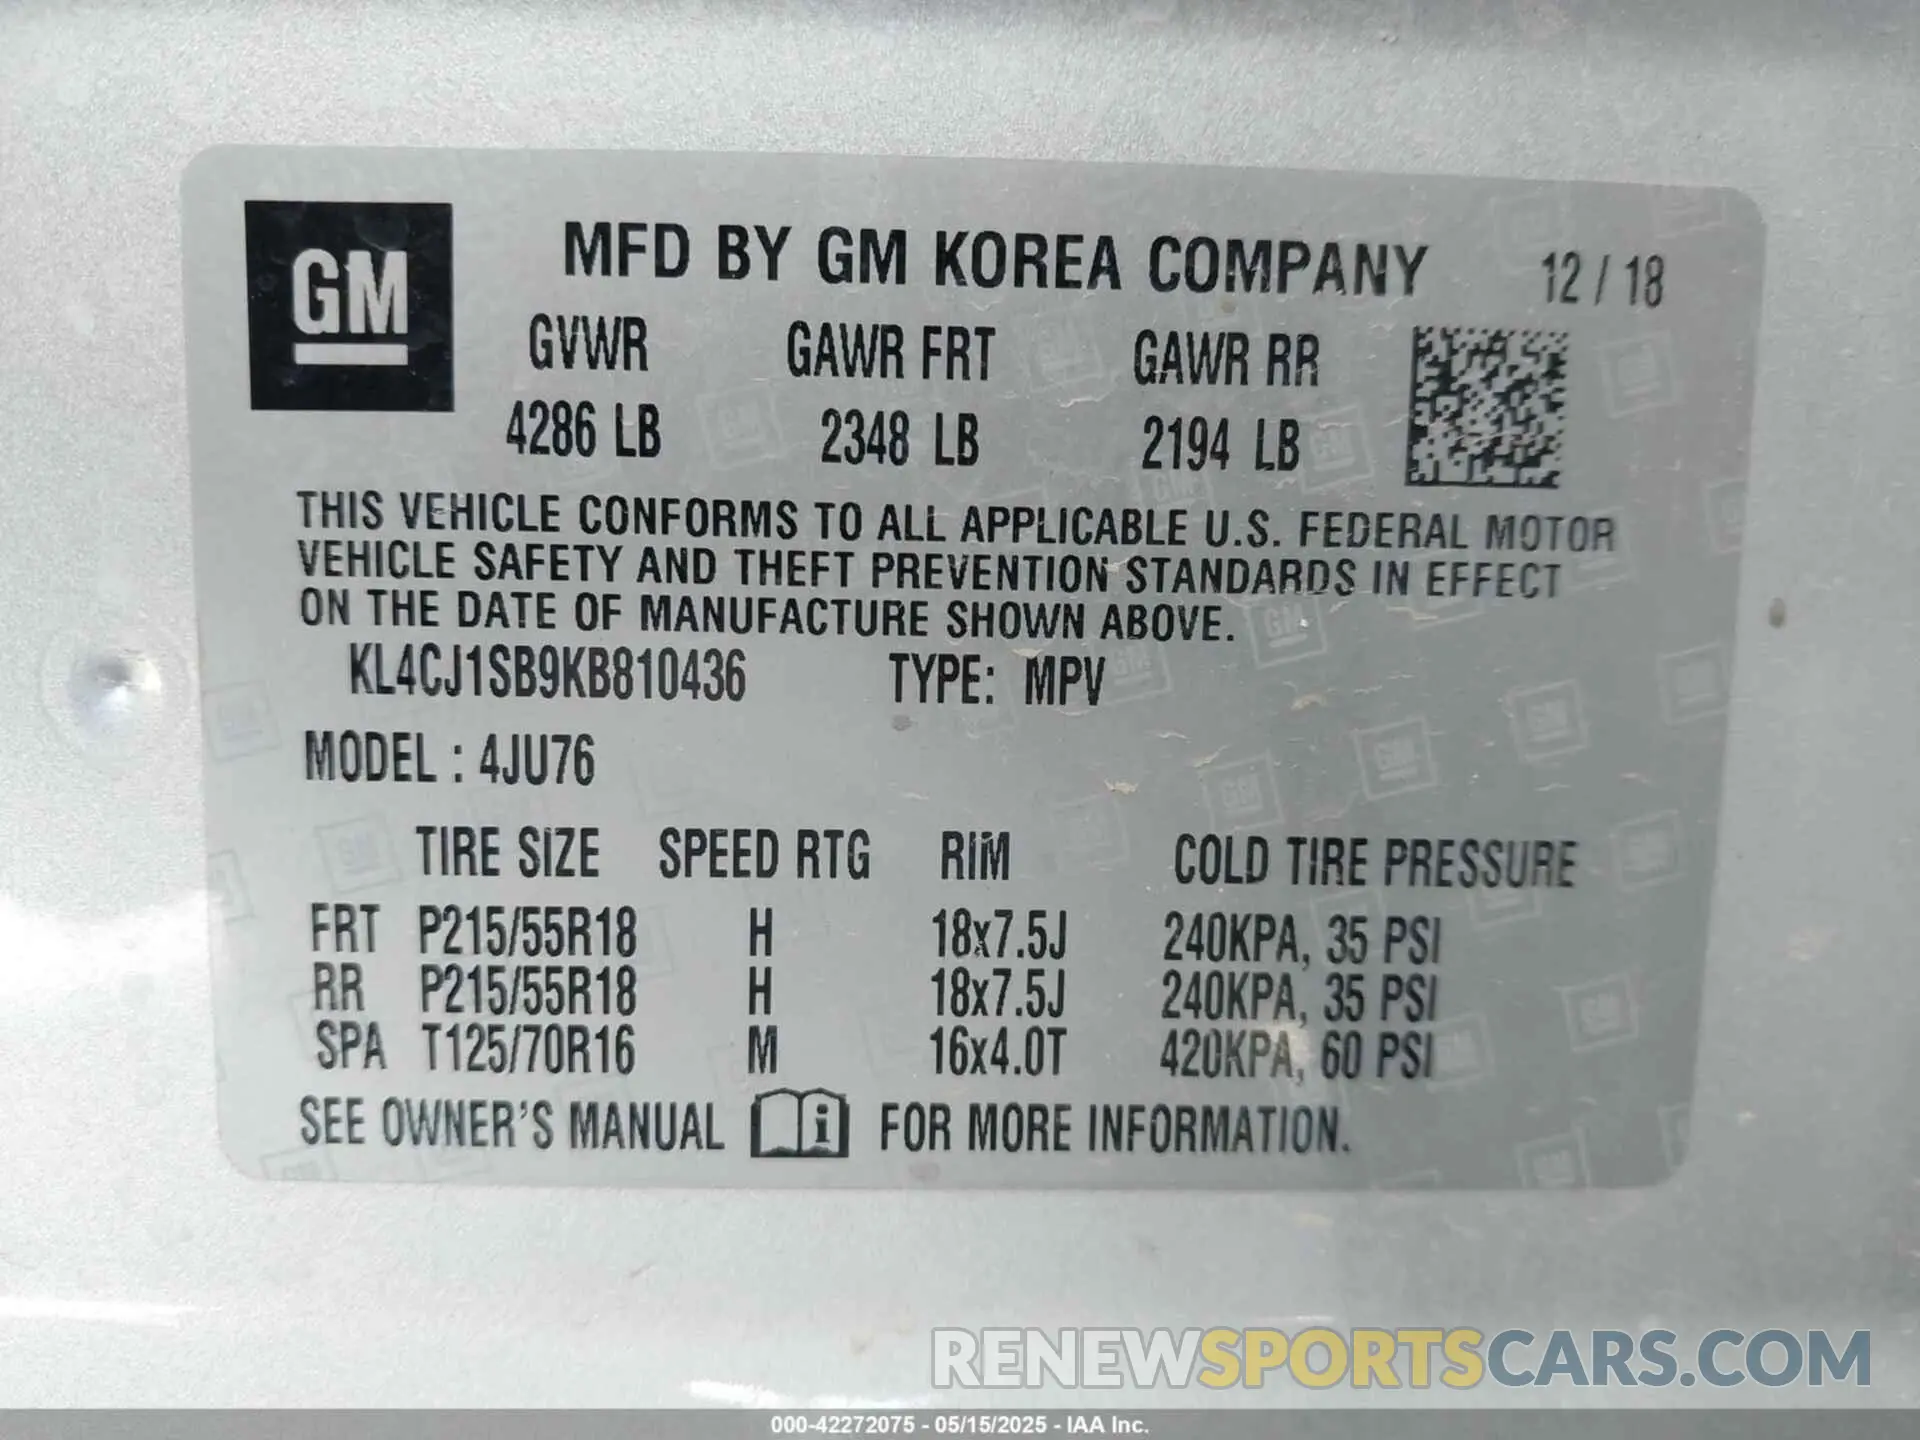 GM
MFD BY GM KOREA COMPANY 12 / 18
GVWR GAWR FRT GAWR RR
4286 LB 2348 LB 2194 LB
THIS VEHICLE CONFORMS TO ALL APPLICABLE U.S. FEDERAL MOTOR
VEHICLE SAFETY AND THEFT PREVENTION STANDARDS IN EFFECT
ON THE DATE OF MANUFACTURE SHOWN ABOVE.
KL4CJ1SB9KB810436 TYPE: MPV
MODEL : 4JU76
TIRE SIZE SPEED RTG RIM COLD TIRE PRESSURE
FRT P215/55R18 H 18x7.5J 240KPA, 35 PSI
RR P215/55R18 H 18x7.5J 240KPA, 35 PSI
SPA T125/70R16 M 16x4.0T 420KPA, 60 PSI
SEE OWNER'S MANUAL i FOR MORE INFORMATION.
RENEWSPORTSCARS.COM
000-42272075 - 05/15/2025 - IAA Inc.